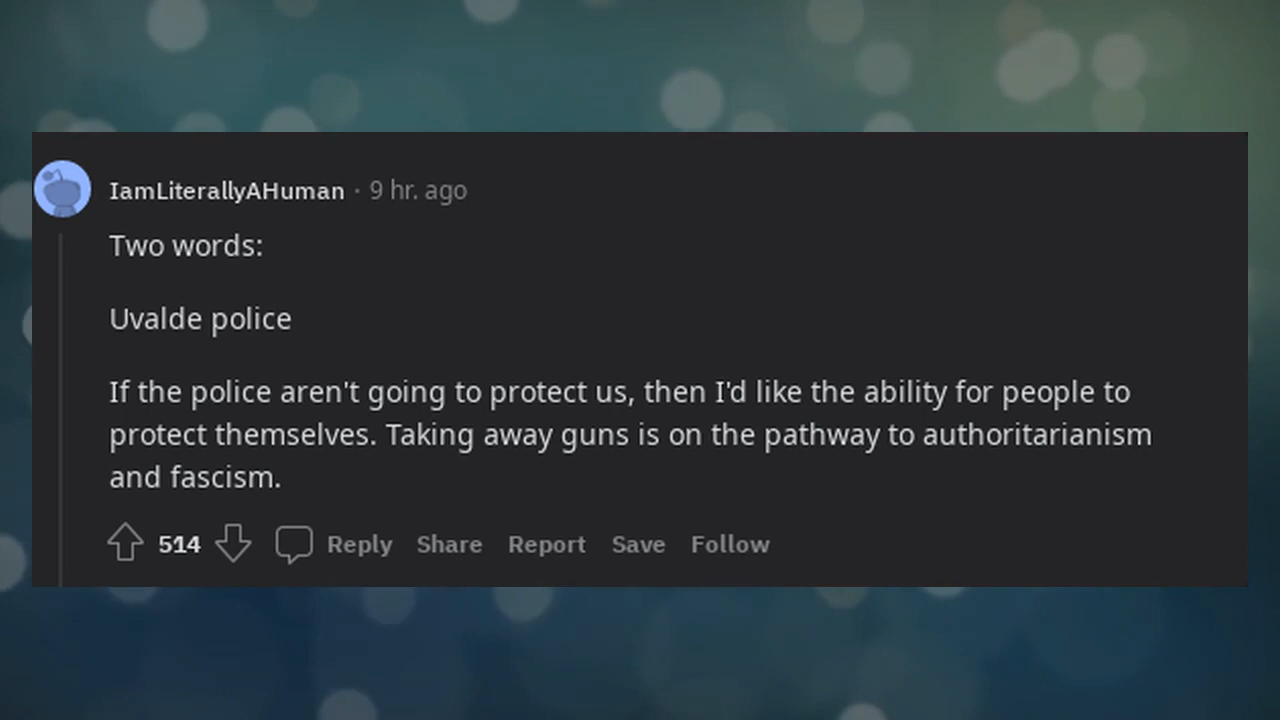 IamLiterallyAHuman · 9 hr. ago
Two words:
Uvalde police
If the police aren't going to protect us, then I'd like the ability for people to
protect themselves. Taking away guns is on the pathway to authoritarianism
and fascism.
514 Reply Share Report Save Follow